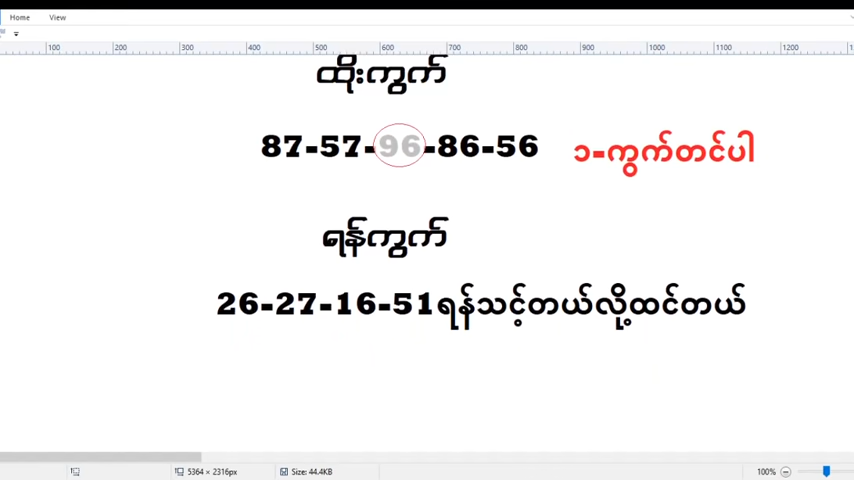 Home View
100 200 300 400 500 600 700 800 900 1000 1100 1200
ထိုးကွက်
87-57-96-86-56 ၁-ကွက်တင်ပါ
ရန်ကွက်
26-27-16-51ရန်သင့်တယ်လို့ထင်တယ်
5364 × 2316px Size: 44.4KB 100%